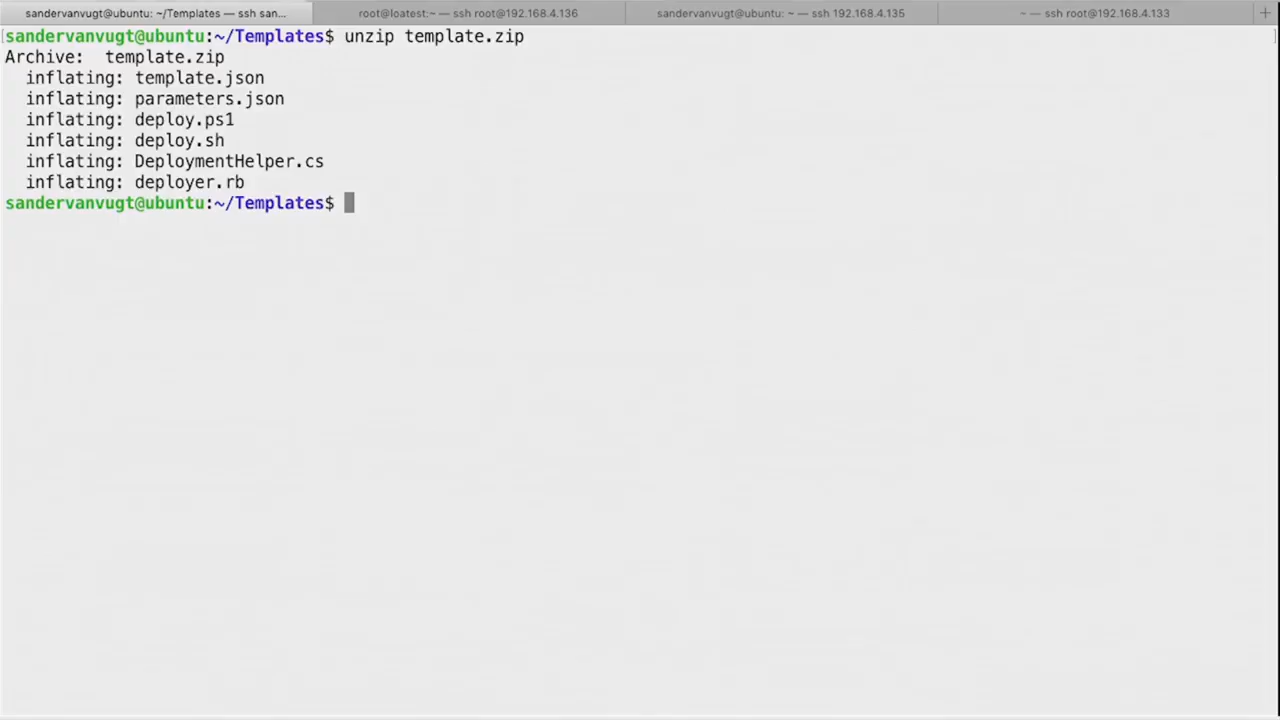 sandervanvugt@ubuntu: ~/Templates — ssh san... root@loatest:~ — ssh root@192.168.4.136 sandervanvugt@ubuntu: ~ — ssh 192.168.4.135 ~ — ssh root@192.168.4.133 +
[sandervanvugt@ubuntu:~/Templates$ unzip template.zip ]
Archive:  template.zip
  inflating: template.json
  inflating: parameters.json
  inflating: deploy.ps1
  inflating: deploy.sh
  inflating: DeploymentHelper.cs
  inflating: deployer.rb
sandervanvugt@ubuntu:~/Templates$